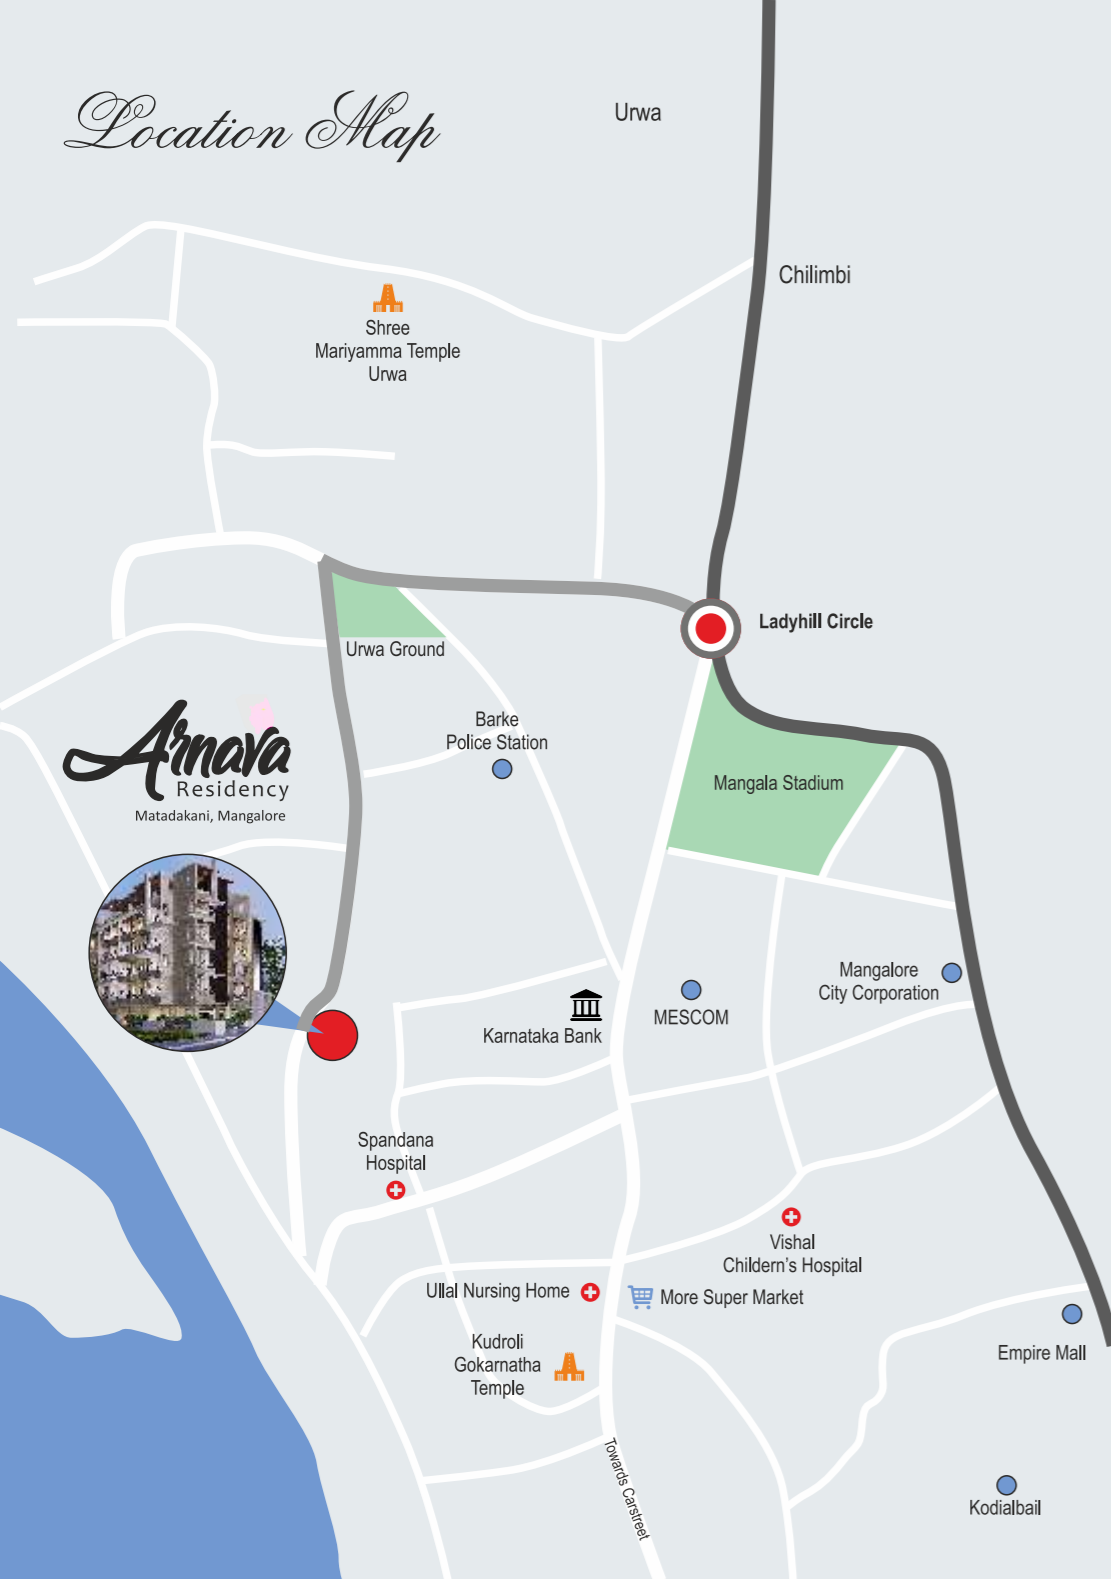 Location Map
Urwa
Chilimbi
Shree
Mariyamma Temple
Urwa
Ladyhill Circle
Urwa Ground
Arnava
Residency
Matadakani, Mangalore
Barke
Police Station
Mangala Stadium
Mangalore
City Corporation
MESCOM
Karnataka Bank
Spandana
Hospital
Vishal
Childern's Hospital
Ullal Nursing Home
More Super Market
Kudroli
Gokarnatha
Temple
Empire Mall
Towards Carstreet
Kodialbail